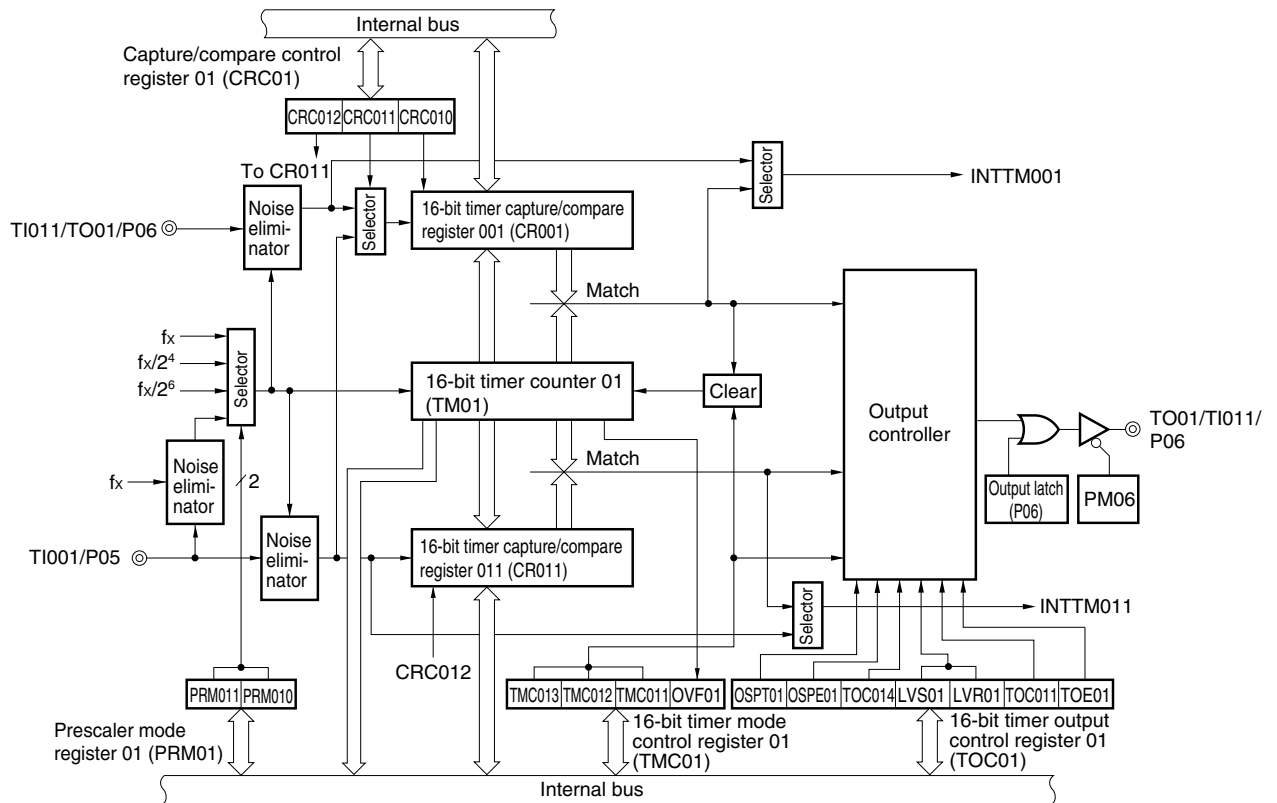 Internal bus
Capture/compare control
register 01 (CRC01)
CRC012 CRC011 CRC010
To CR011
Selector
INTTM001
TI011/TO01/P06
Noise
elimi-
nator
Selector
16-bit timer capture/compare
register 001 (CR001)
Match
fx
fx/2⁴
fx/2⁶
Selector
16-bit timer counter 01
(TM01)
Clear
Output
controller
TO01/TI011/
P06
Match
fx
Noise
elimi-
nator
2
Output latch
(P06)
PM06
TI001/P05
Noise
elimi-
nator
16-bit timer capture/compare
register 011 (CR011)
Selector
INTTM011
CRC012
PRM011 PRM010
TMC013 TMC012 TMC011 OVF01
OSPT01 OSPE01 TOC014 LVS01 LVR01 TOC011 TOE01
Prescaler mode
register 01 (PRM01)
16-bit timer mode
control register 01
(TMC01)
16-bit timer output
control register 01
(TOC01)
Internal bus